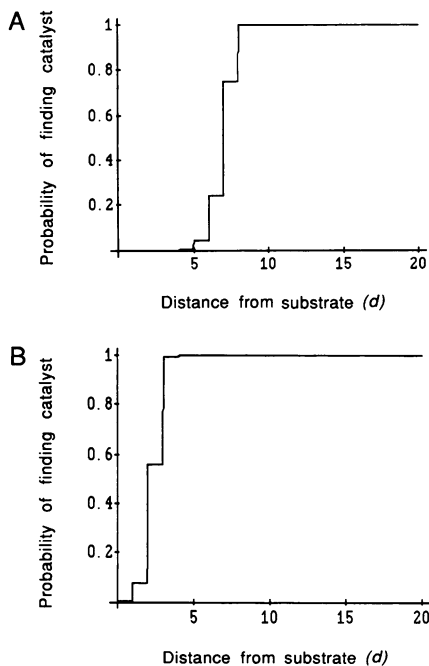 A
Probability of finding catalyst
1
0.8
0.6
0.4
0.2
5 10 15 20
Distance from substrate (d)
B
Probability of finding catalyst
1
0.8
0.6
0.4
0.2
5 10 15 20
Distance from substrate (d)